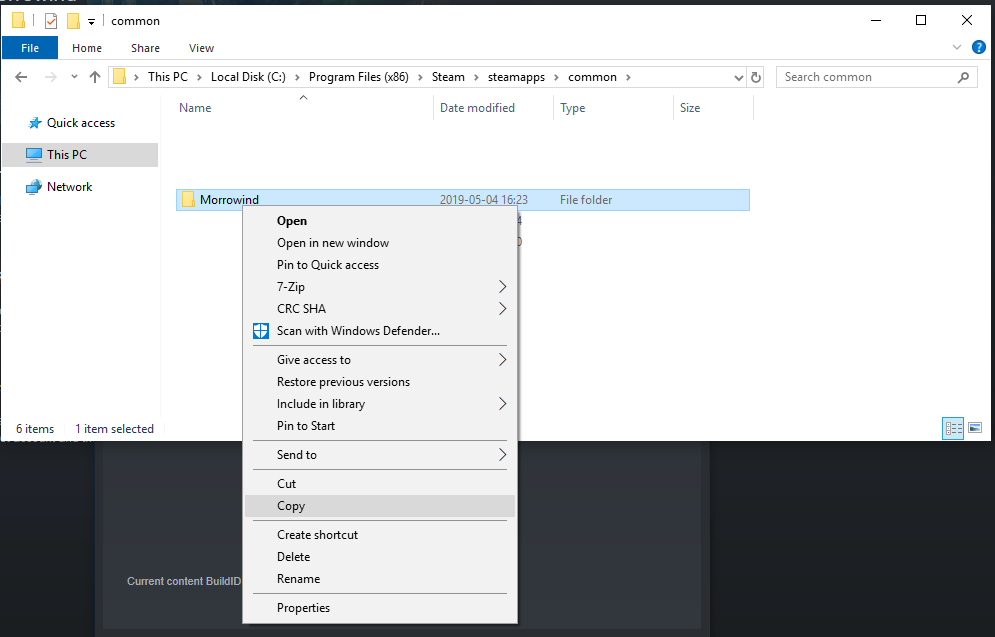 common
File Home Share View
This PC Local Disk (C:) Program Files (x86) Steam steamapps common
Search common
Name Date modified Type Size
Quick access
This PC
Network
Morrowind 2019-05-04 16:23 File folder
Open
Open in new window
Pin to Quick access
7-Zip
CRC SHA
Scan with Windows Defender...
Give access to
Restore previous versions
Include in library
Pin to Start
Send to
Cut
Copy
Create shortcut
Delete
Rename
Properties
6 items 1 item selected
Current content BuildID